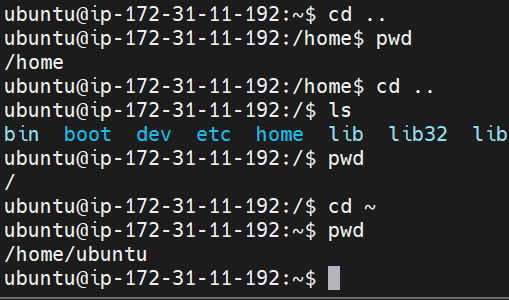 ubuntu@ip-172-31-11-192:~$ cd ..
ubuntu@ip-172-31-11-192:/home$ pwd
/home
ubuntu@ip-172-31-11-192:/home$ cd ..
ubuntu@ip-172-31-11-192:/$ ls
bin  boot  dev  etc  home  lib  lib32  lib
ubuntu@ip-172-31-11-192:/$ pwd
/
ubuntu@ip-172-31-11-192:/$ cd ~
ubuntu@ip-172-31-11-192:~$ pwd
/home/ubuntu
ubuntu@ip-172-31-11-192:~$